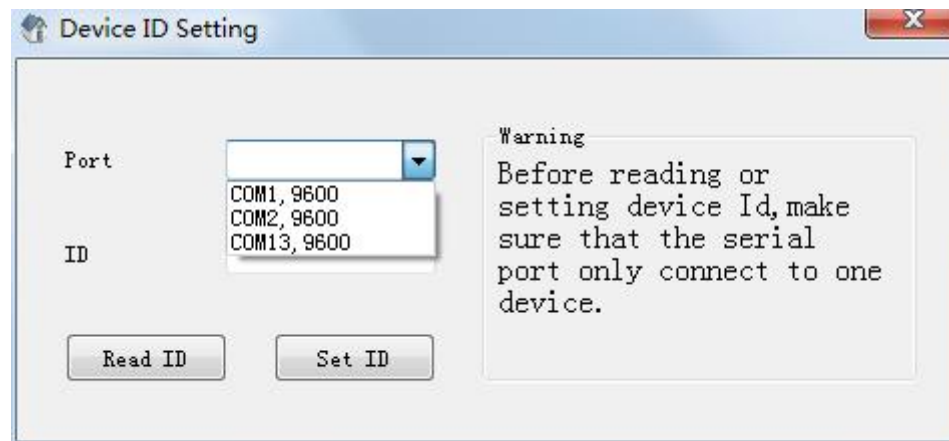 Device ID Setting
Port
COM1, 9600
COM2, 9600
COM13, 9600
ID
Read ID
Set ID
Warning
Before reading or
setting device Id,make
sure that the serial
port only connect to one
device.